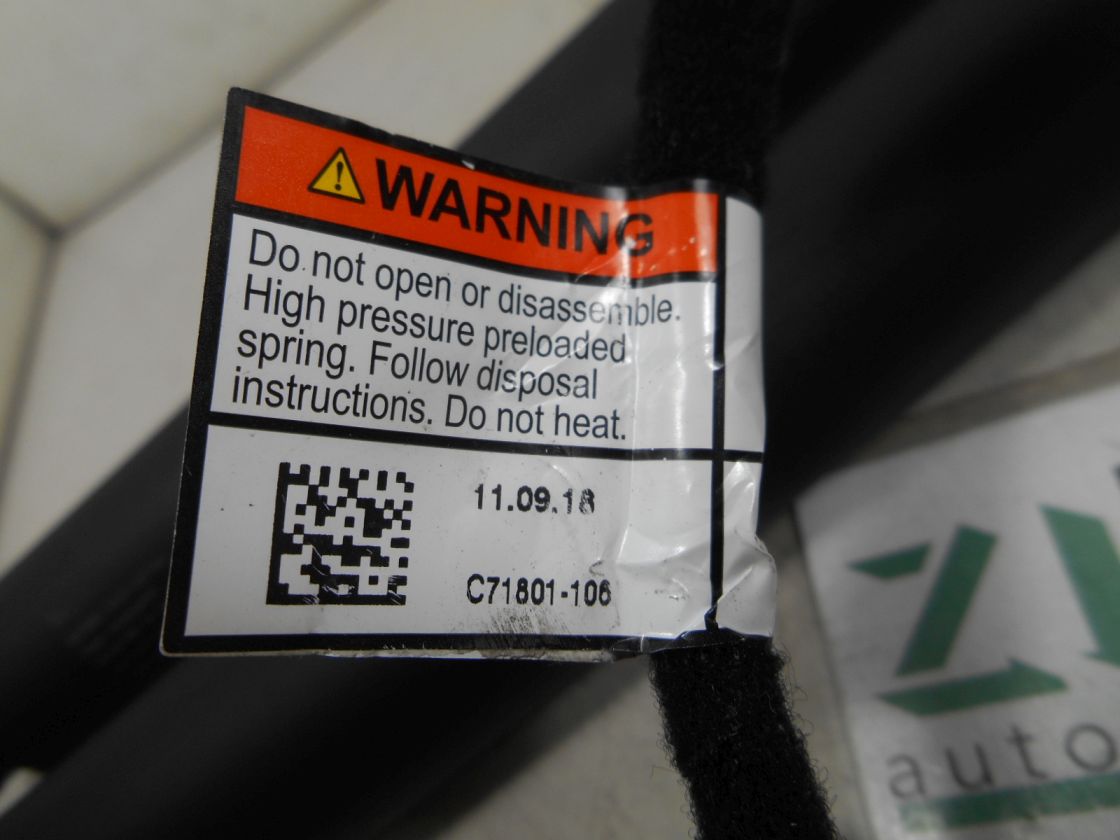 WARNING
Do not open or disassemble.
High pressure preloaded
spring. Follow disposal
instructions. Do not heat.
11.09.18
C71801-106
auto